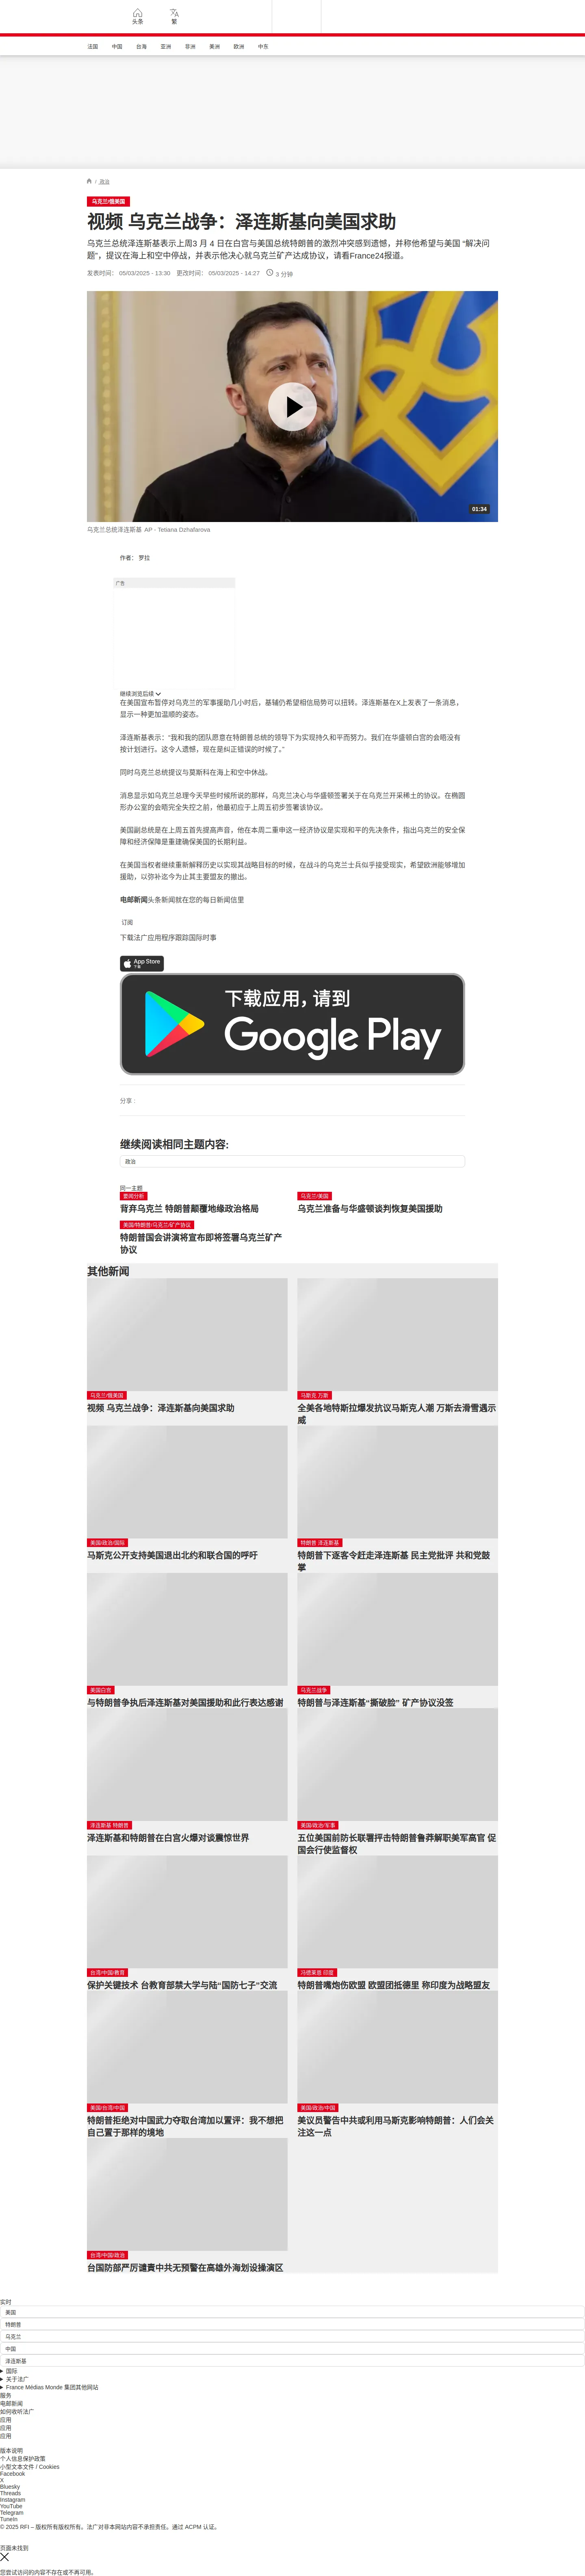 头条
繁
法国 中国 台海 亚洲 非洲 美洲 欧洲 中东
/ 政治
乌克兰/俄美国
视频 乌克兰战争：泽连斯基向美国求助
乌克兰总统泽连斯基表示上周3 月 4 日在白宫与美国总统特朗普的激烈冲突感到遗憾，并称他希望与美国 “解决问
题”，提议在海上和空中停战，并表示他决心就乌克兰矿产达成协议，请看France24报道。
发表时间： 05/03/2025 - 13:30 更改时间： 05/03/2025 - 14:27 3 分钟
01:34
乌克兰总统泽连斯基 AP - Tetiana Dzhafarova
作者： 罗拉
广告
继续浏览后续
在美国宣布暂停对乌克兰的军事援助几小时后，基辅仍希望相信局势可以扭转。泽连斯基在X上发表了一条消息，
显示一种更加温顺的姿态。
泽连斯基表示：“我和我的团队愿意在特朗普总统的领导下为实现持久和平而努力。我们在华盛顿白宫的会晤没有
按计划进行。这令人遗憾，现在是纠正错误的时候了。”
同时乌克兰总统提议与莫斯科在海上和空中休战。
消息显示如乌克兰总理今天早些时候所说的那样，乌克兰决心与华盛顿签署关于在乌克兰开采稀土的协议。在椭圆
形办公室的会晤完全失控之前，他最初应于上周五初步签署该协议。
美国副总统是在上周五首先提高声音，他在本周二重申这一经济协议是实现和平的先决条件，指出乌克兰的安全保
障和经济保障是重建确保美国的长期利益。
在美国当权者继续重新解释历史以实现其战略目标的时候，在战斗的乌克兰士兵似乎接受现实，希望欧洲能够增加
援助，以弥补迄今为止其主要盟友的撤出。
电邮新闻头条新闻就在您的每日新闻信里
订阅
下载法广应用程序跟踪国际时事
App Store
下载
下载应用，请到
Google Play
分享 :
继续阅读相同主题内容:
政治
同一主题
要闻分析
背弃乌克兰 特朗普颠覆地缘政治格局
乌克兰/美国
乌克兰准备与华盛顿谈判恢复美国援助
美国/特朗普/乌克兰/矿产协议
特朗普国会讲演将宣布即将签署乌克兰矿产
协议
其他新闻
乌克兰/俄美国
视频 乌克兰战争：泽连斯基向美国求助
马斯克 万斯
全美各地特斯拉爆发抗议马斯克人潮 万斯去滑雪遇示
威
美国/政治/国际
马斯克公开支持美国退出北约和联合国的呼吁
特朗普 泽连斯基
特朗普下逐客令赶走泽连斯基 民主党批评 共和党鼓
掌
美国白宫
与特朗普争执后泽连斯基对美国援助和此行表达感谢
乌克兰战争
特朗普与泽连斯基“撕破脸” 矿产协议没签
泽连斯基 特朗普
泽连斯基和特朗普在白宫火爆对谈震惊世界
美国/政治/军事
五位美国前防长联署抨击特朗普鲁莽解职美军高官 促
国会行使监督权
台湾/中国/教育
保护关键技术 台教育部禁大学与陆“国防七子”交流
冯德莱恩 印度
特朗普嘴炮伤欧盟 欧盟团抵德里 称印度为战略盟友
美国/台湾/中国
特朗普拒绝对中国武力夺取台湾加以置评：我不想把
自己置于那样的境地
美国/政治/中国
美议员警告中共或利用马斯克影响特朗普：人们会关
注这一点
台湾/中国/政治
台国防部严厉谴责中共无预警在高雄外海划设操演区
实时
美国
特朗普
乌克兰
中国
泽连斯基
国际
关于法广
France Médias Monde 集团其他网站
服务
电邮新闻
如何收听法广
应用
应用
应用
版本说明
个人信息保护政策
小型文本文件 / Cookies
Facebook
X
Bluesky
Threads
Instagram
YouTube
Telegram
TuneIn
© 2025 RFI – 版权所有版权所有。法广对非本网站内容不承担责任。通过 ACPM 认证。
页面未找到
您尝试访问的内容不存在或不再可用。